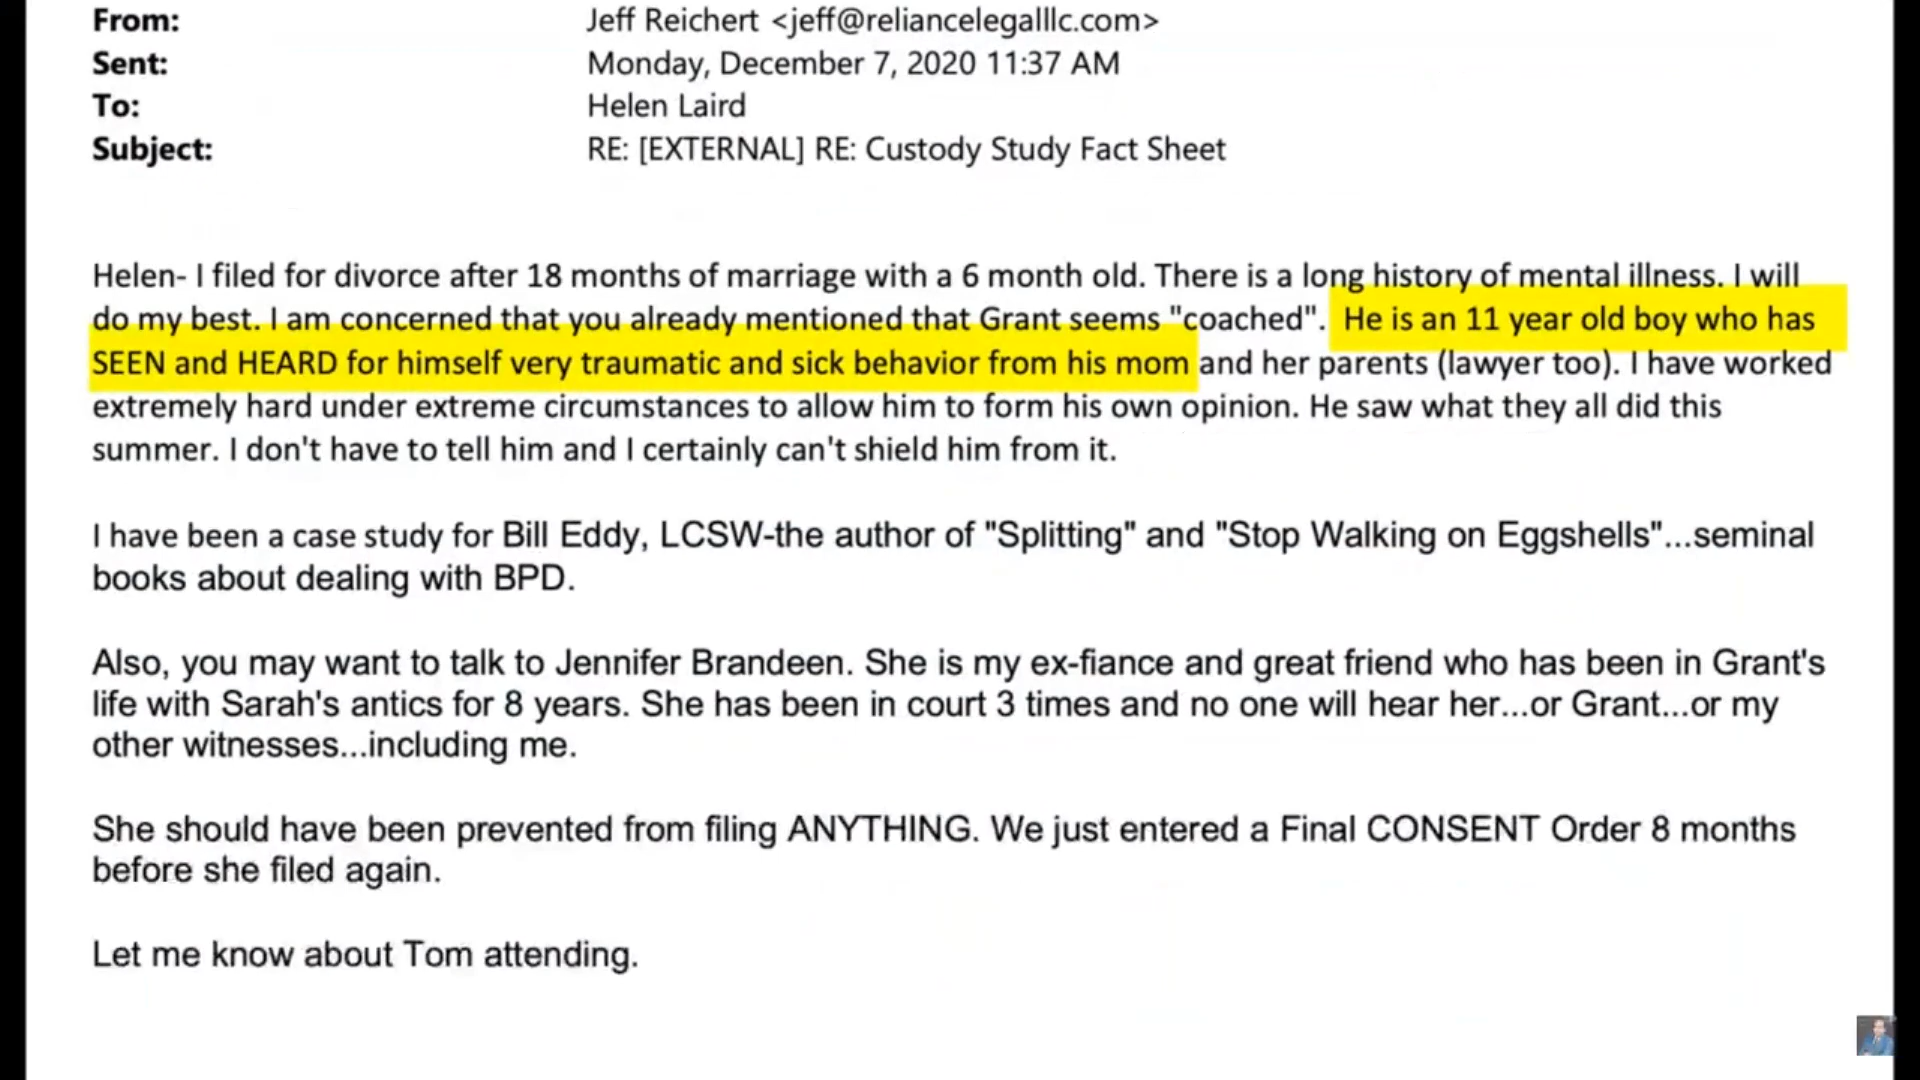 From: Jeff Reichert <jeff@reliancelegalllc.com>
Sent: Monday, December 7, 2020 11:37 AM
To: Helen Laird
Subject: RE: [EXTERNAL] RE: Custody Study Fact Sheet
Helen- I filed for divorce after 18 months of marriage with a 6 month old. There is a long history of mental illness. I will
do my best. I am concerned that you already mentioned that Grant seems "coached". He is an 11 year old boy who has
SEEN and HEARD for himself very traumatic and sick behavior from his mom and her parents (lawyer too). I have worked
extremely hard under extreme circumstances to allow him to form his own opinion. He saw what they all did this
summer. I don't have to tell him and I certainly can't shield him from it.
I have been a case study for Bill Eddy, LCSW-the author of "Splitting" and "Stop Walking on Eggshells"...seminal
books about dealing with BPD.
Also, you may want to talk to Jennifer Brandeen. She is my ex-fiance and great friend who has been in Grant's
life with Sarah's antics for 8 years. She has been in court 3 times and no one will hear her...or Grant...or my
other witnesses...including me.
She should have been prevented from filing ANYTHING. We just entered a Final CONSENT Order 8 months
before she filed again.
Let me know about Tom attending.